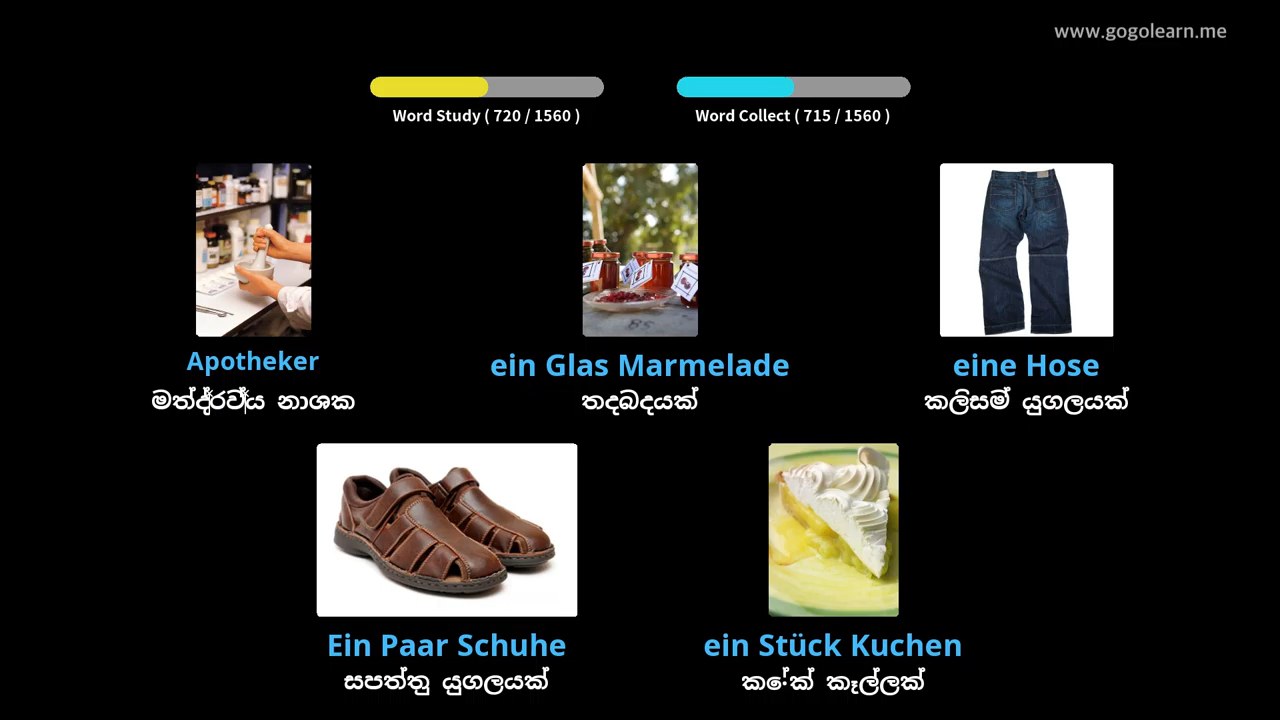 www.gogolearn.me
Word Study ( 720 / 1560 )
Word Collect ( 715 / 1560 )
Apotheker
ein Glas Marmelade
eine Hose
මත්ද්‍රව්‍ය නාශක
තදබදයක්
කලිසම් යුගලයක්
Ein Paar Schuhe
ein Stück Kuchen
සපත්තු යුගලයක්
කේක් කෑල්ලක්